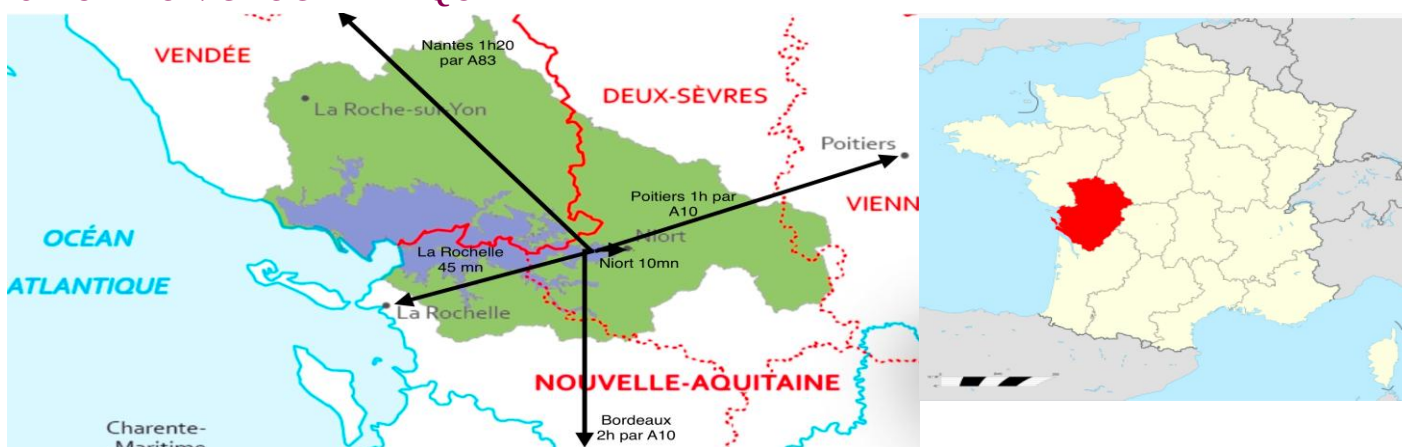 Nantes 1h20
par A83
VENDÉE
La Roche-sur-Yon
DEUX-SÈVRES
Poitiers
Poitiers 1h par
A10
VIENN
OCÉAN
ATLANTIQUE
La Rochelle
45 mn
Niort
Niort 10mn
La Rochelle
NOUVELLE-AQUITAINE
Bordeaux
2h par A10
Charente-
Maritime